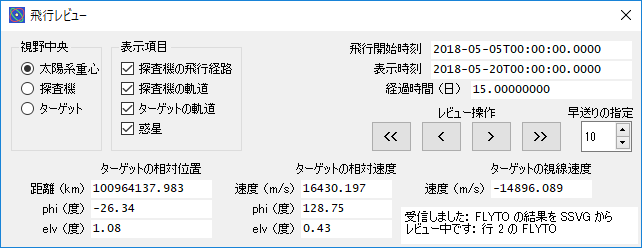 飛行レビュー
視野中央
太陽系重心
探査機
ターゲット
表示項目
探査機の飛行経路
探査機の軌道
ターゲットの軌道
惑星
飛行開始時刻 2018-05-05T00:00:00.0000
表示時刻 2018-05-20T00:00:00.0000
経過時間（日） 15.00000000
レビュー操作 早送りの指定
<< < > >> 10
ターゲットの相対位置
距離（km） 100964137.983
phi（度） -26.34
elv（度） 1.08
ターゲットの相対速度
速度（m/s） 16430.197
phi（度） 128.75
elv（度） 0.43
ターゲットの視線速度
速度（m/s） -14896.089
受信しました: FLYTO の結果を SSVG から
レビュー中です: 行 2 の FLYTO